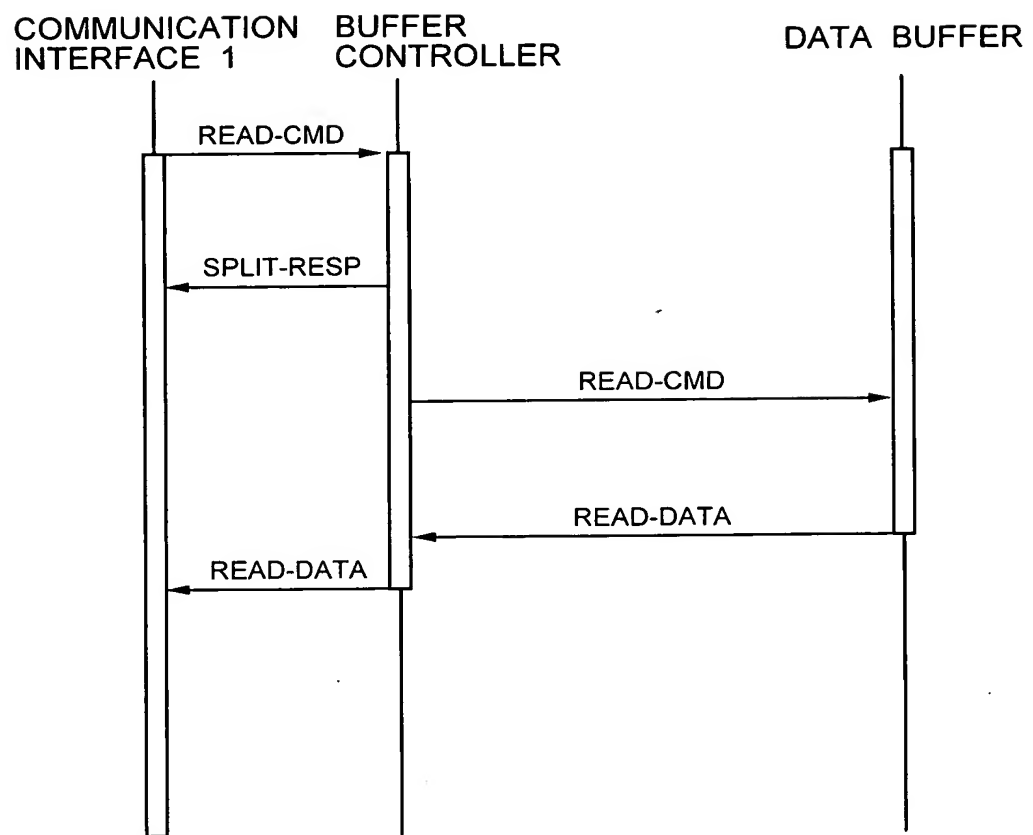 COMMUNICATION INTERFACE 1
BUFFER CONTROLLER
DATA BUFFER
READ-CMD
SPLIT-RESP
READ-CMD
READ-DATA
READ-DATA